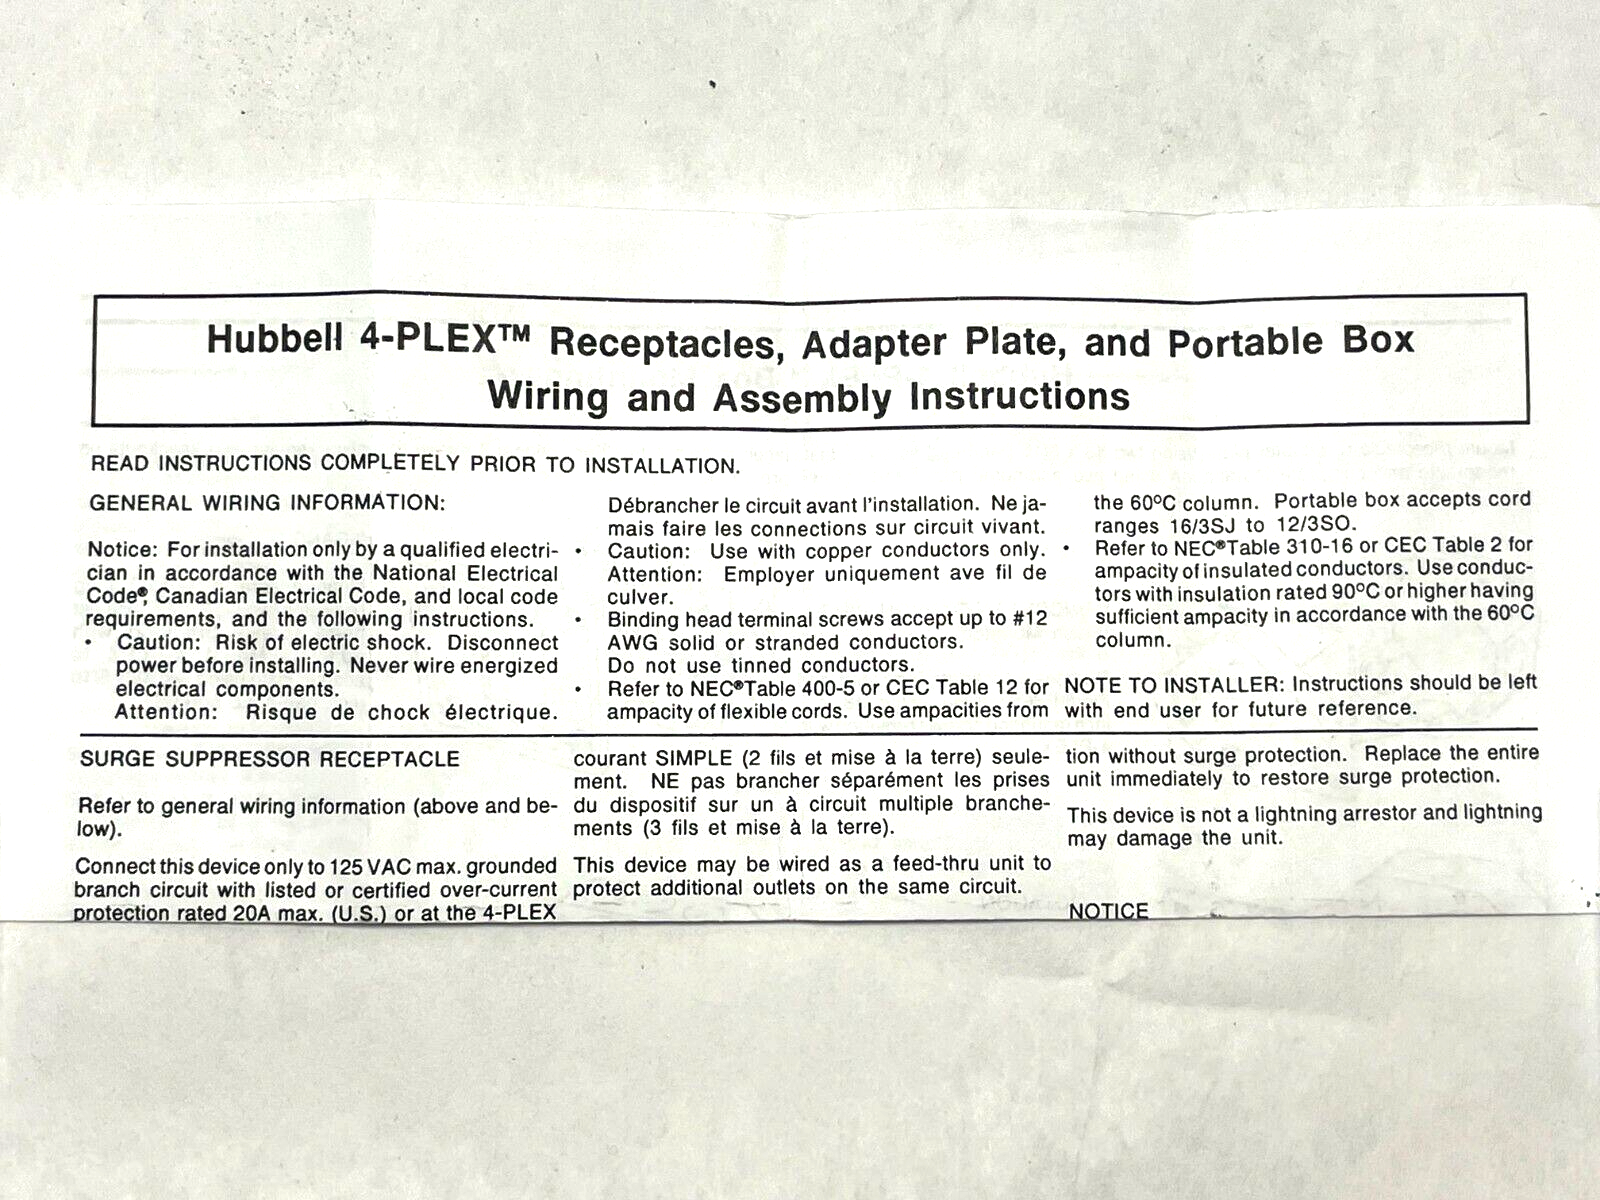 Hubbell 4-PLEX™ Receptacles, Adapter Plate, and Portable Box
Wiring and Assembly Instructions
READ INSTRUCTIONS COMPLETELY PRIOR TO INSTALLATION.
GENERAL WIRING INFORMATION:
Notice: For installation only by a qualified electri-
cian in accordance with the National Electrical
Code®, Canadian Electrical Code, and local code
requirements, and the following instructions.
• Caution: Risk of electric shock. Disconnect
power before installing. Never wire energized
electrical components.
Attention: Risque de chock électrique.
Débrancher le circuit avant l'installation. Ne ja-
mais faire les connections sur circuit vivant.
• Caution: Use with copper conductors only.
Attention: Employer uniquement ave fil de
culver.
• Binding head terminal screws accept up to #12
AWG solid or stranded conductors.
Do not use tinned conductors.
• Refer to NEC® Table 400-5 or CEC Table 12 for
ampacity of flexible cords. Use ampacities from
the 60°C column. Portable box accepts cord
ranges 16/3SJ to 12/3SO.
• Refer to NEC® Table 310-16 or CEC Table 2 for
ampacity of insulated conductors. Use conduc-
tors with insulation rated 90°C or higher having
sufficient ampacity in accordance with the 60°C
column.
NOTE TO INSTALLER: Instructions should be left
with end user for future reference.
SURGE SUPPRESSOR RECEPTACLE
Refer to general wiring information (above and be-
low).
Connect this device only to 125 VAC max. grounded
branch circuit with listed or certified over-current
protection rated 20A max. (U.S.) or at the 4-PLEX
courant SIMPLE (2 fils et mise à la terre) seule-
ment. NE pas brancher séparément les prises
du dispositif sur un à circuit multiple branche-
ments (3 fils et mise à la terre).
This device may be wired as a feed-thru unit to
protect additional outlets on the same circuit.
tion without surge protection. Replace the entire
unit immediately to restore surge protection.
This device is not a lightning arrestor and lightning
may damage the unit.
NOTICE